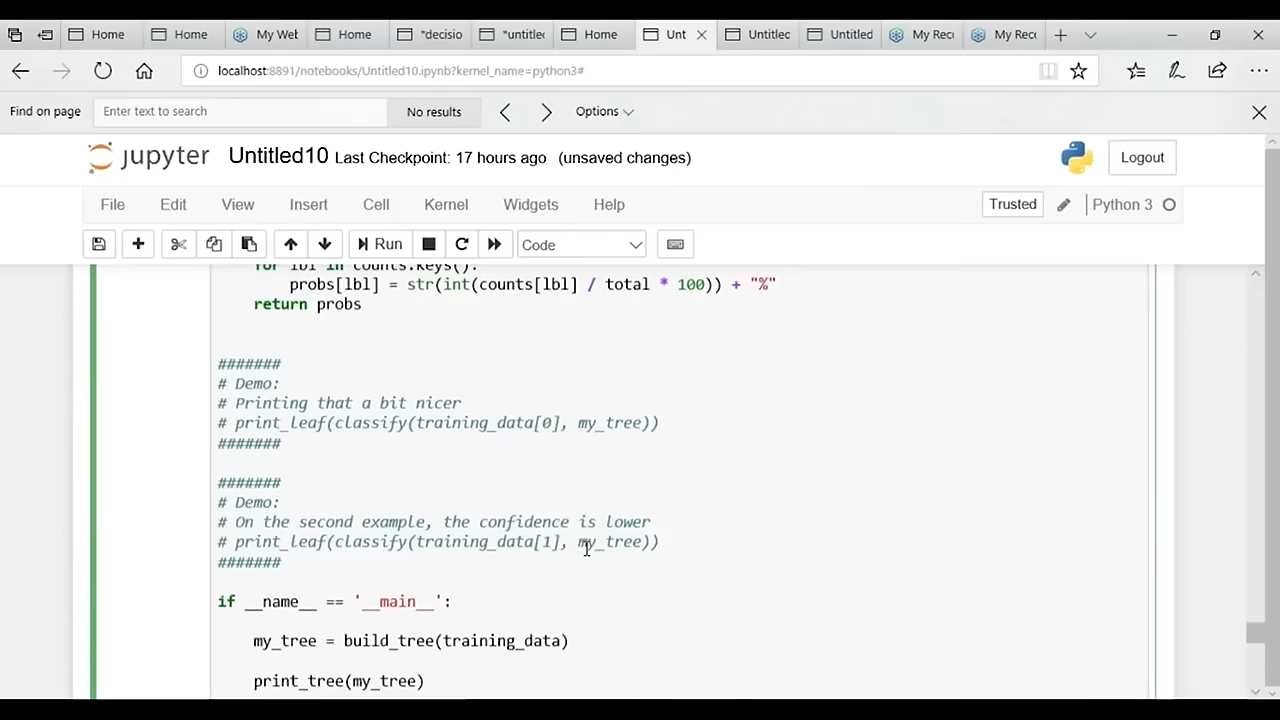 Home
Home
My Wel
Home
*decisio
*untitle
Home
Unt
Untitlec
Untitled
My Rec
My Rec
localhost:8891/notebooks/Untitled10.ipynb?kernel_name=python3#
Find on page
Enter text to search
No results
Options
jupyter
Untitled10 Last Checkpoint: 17 hours ago (unsaved changes)
Logout
File Edit View Insert Cell Kernel Widgets Help
Trusted
Python 3
Run
Code
for lbl in counts.keys():
probs[lbl] = str(int(counts[lbl] / total * 100)) + "%"
return probs
#######
# Demo:
# Printing that a bit nicer
# print_leaf(classify(training_data[0], my_tree))
#######
#######
# Demo:
# On the second example, the confidence is lower
# print_leaf(classify(training_data[1], my_tree))
#######
if __name__ == '__main__':
my_tree = build_tree(training_data)
print_tree(my_tree)